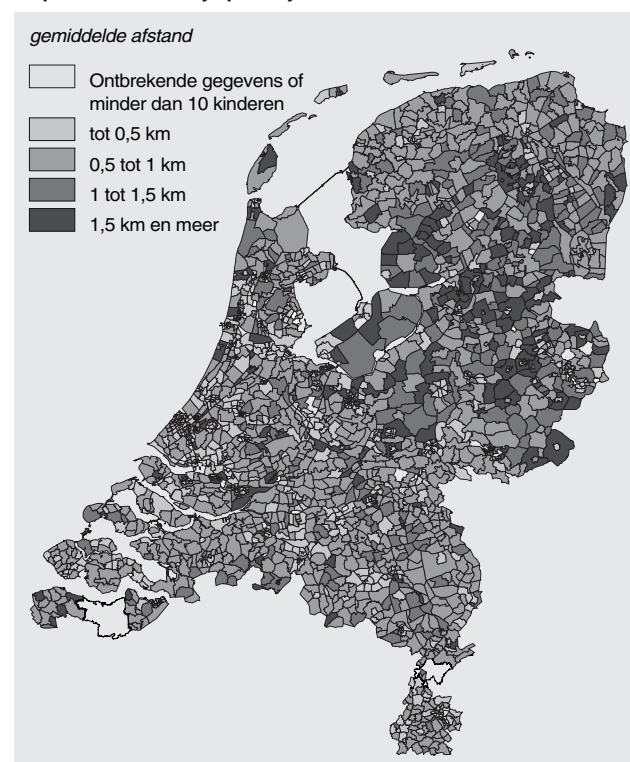 gemiddelde afstand
Ontbrekende gegevens of
minder dan 10 kinderen
tot 0,5 km
0,5 tot 1 km
1 tot 1,5 km
1,5 km en meer